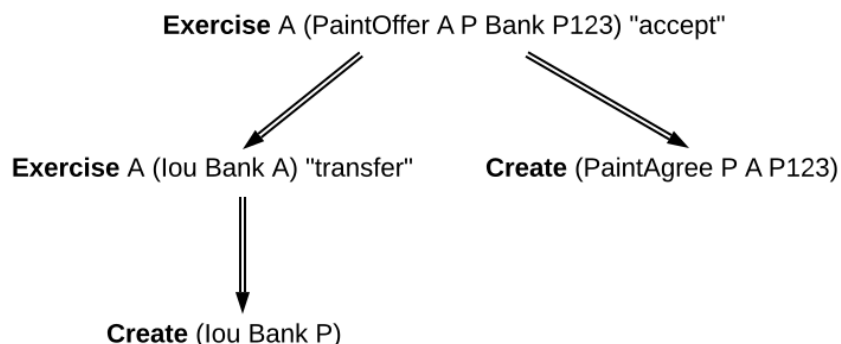 Exercise A (PaintOffer A P Bank P123) "accept"
Exercise A (Iou Bank A) "transfer"
Create (PaintAgree P A P123)
Create (Iou Bank P)